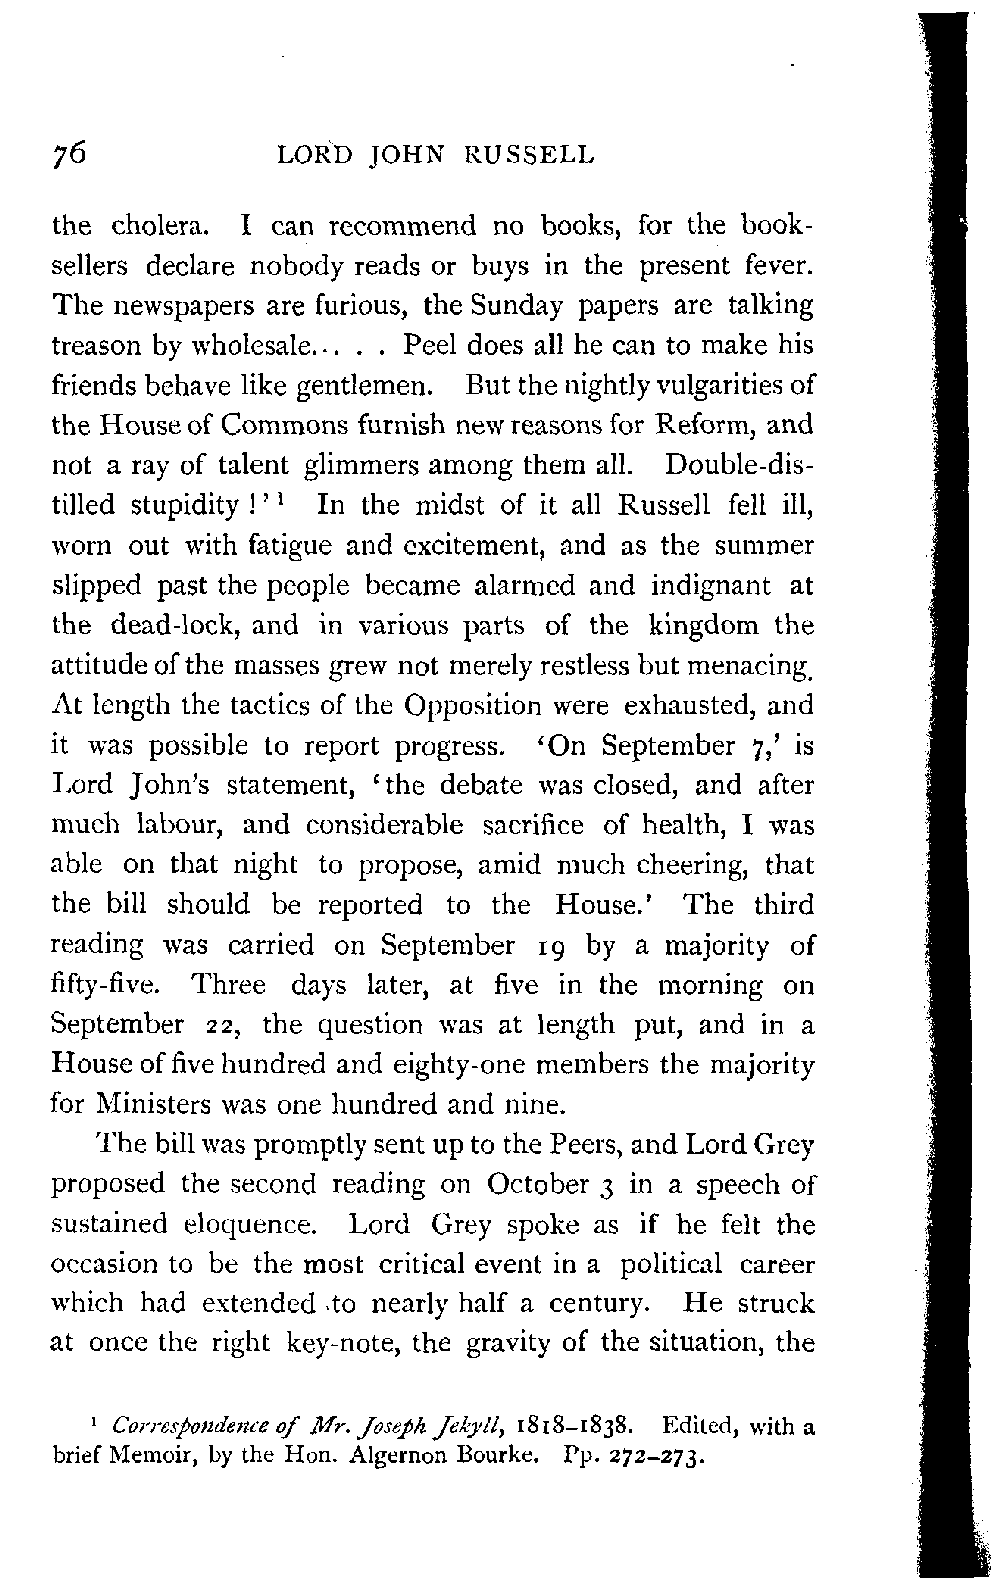 76 LORD JOHN RUSSELL
the cholera. I can recommend no books, for the book-
sellers declare nobody reads or buys in the present fever.
The newspapers are furious, the Sunday papers are talking
treason by wholesale. . . . . Peel does all he can to make his
friends behave like gentlemen. But the nightly vulgarities of
the House of Commons furnish new reasons for Reform, and
not a ray of talent glimmers among them all. Double-dis-
tilled stupidity !’ ¹ In the midst of it all Russell fell ill,
worn out with fatigue and excitement, and as the summer
slipped past the people became alarmed and indignant at
the dead-lock, and in various parts of the kingdom the
attitude of the masses grew not merely restless but menacing.
At length the tactics of the Opposition were exhausted, and
it was possible to report progress. ‘On September 7,’ is
Lord John’s statement, ‘the debate was closed, and after
much labour, and considerable sacrifice of health, I was
able on that night to propose, amid much cheering, that
the bill should be reported to the House.’ The third
reading was carried on September 19 by a majority of
fifty-five. Three days later, at five in the morning on
September 22, the question was at length put, and in a
House of five hundred and eighty-one members the majority
for Ministers was one hundred and nine.
The bill was promptly sent up to the Peers, and Lord Grey
proposed the second reading on October 3 in a speech of
sustained eloquence. Lord Grey spoke as if he felt the
occasion to be the most critical event in a political career
which had extended to nearly half a century. He struck
at once the right key-note, the gravity of the situation, the
¹ Correspondence of Mr. Joseph Jekyll, 1818–1838. Edited, with a
brief Memoir, by the Hon. Algernon Bourke. Pp. 272–273.